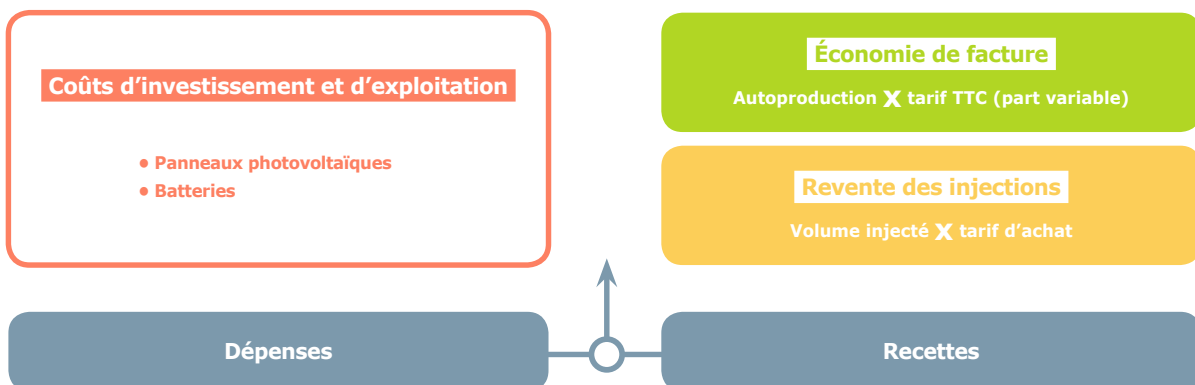 Coûts d’investissement et d’exploitation
• Panneaux photovoltaïques
• Batteries
Économie de facture
Autoproduction X tarif TTC (part variable)
Revente des injections
Volume injecté X tarif d’achat
Dépenses
Recettes